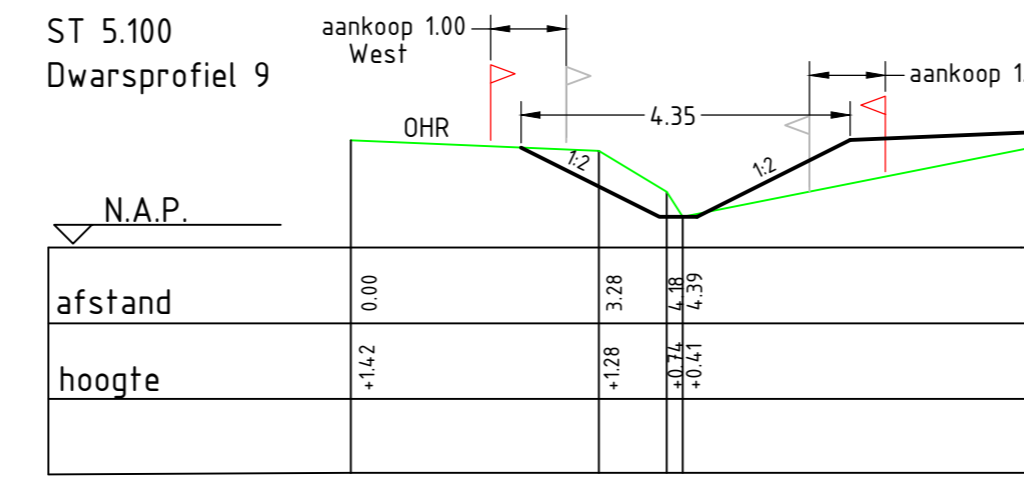 ST 5.100
Dwarsprofiel 9
aankoop 1.00
West
aankoop 1.
4.35
OHR
1:2
1:2
N.A.P.
afstand
0.00
3.28
4.18
4.39
hoogte
+1.42
+1.28
+0.74
+0.41